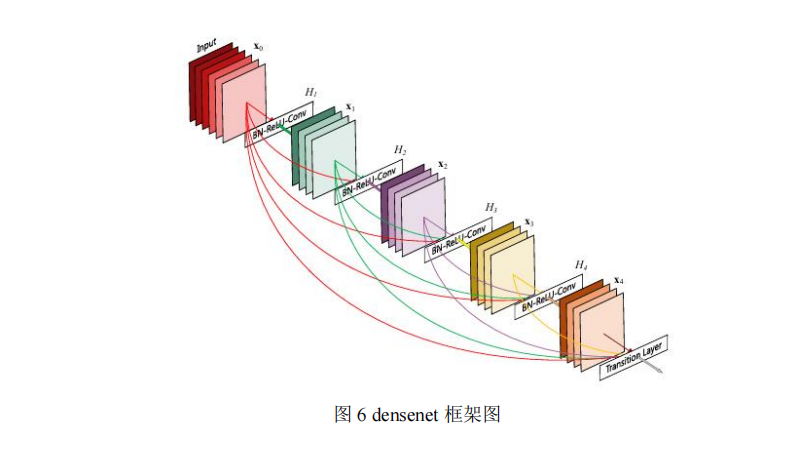 Input
x₀
H₁
BN-ReLU-Conv
x₁
H₂
BN-ReLU-Conv
x₂
H₃
BN-ReLU-Conv
x₃
H₄
BN-ReLU-Conv
x₄
Transition Layer
图 6 densenet 框架图